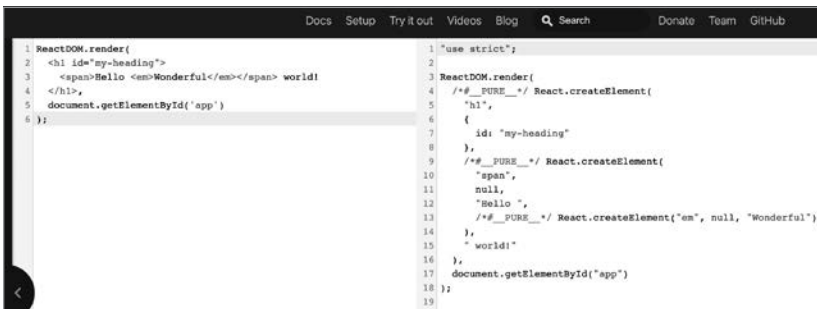 Docs Setup Try it out Videos Blog Search Donate Team GitHub
1 ReactDOM.render(
2 <h1 id="my-heading">
3 <span>Hello <em>Wonderful</em></span> world!
4 </h1>,
5 document.getElementById('app')
6 );
1 "use strict";
2
3 ReactDOM.render(
4 /*#__PURE__*/ React.createElement(
5 "h1",
6 {
7 id: "my-heading"
8 },
9 /*#__PURE__*/ React.createElement(
10 "span",
11 null,
12 "Hello ",
13 /*#__PURE__*/ React.createElement("em", null, "Wonderful")
14 ),
15 " world!"
16 ),
17 document.getElementById("app")
18 );
19